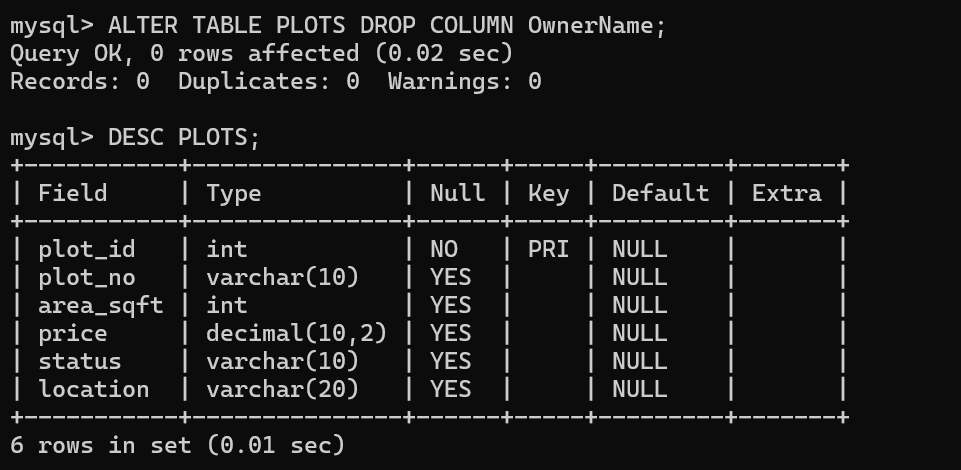 mysql> ALTER TABLE PLOTS DROP COLUMN OwnerName;
Query OK, 0 rows affected (0.02 sec)
Records: 0  Duplicates: 0  Warnings: 0

mysql> DESC PLOTS;
+-----------+---------------+------+-----+---------+-------+
| Field     | Type          | Null | Key | Default | Extra |
+-----------+---------------+------+-----+---------+-------+
| plot_id   | int           | NO   | PRI | NULL    |       |
| plot_no   | varchar(10)   | YES  |     | NULL    |       |
| area_sqft | int           | YES  |     | NULL    |       |
| price     | decimal(10,2) | YES  |     | NULL    |       |
| status    | varchar(10)   | YES  |     | NULL    |       |
| location  | varchar(20)   | YES  |     | NULL    |       |
+-----------+---------------+------+-----+---------+-------+
6 rows in set (0.01 sec)